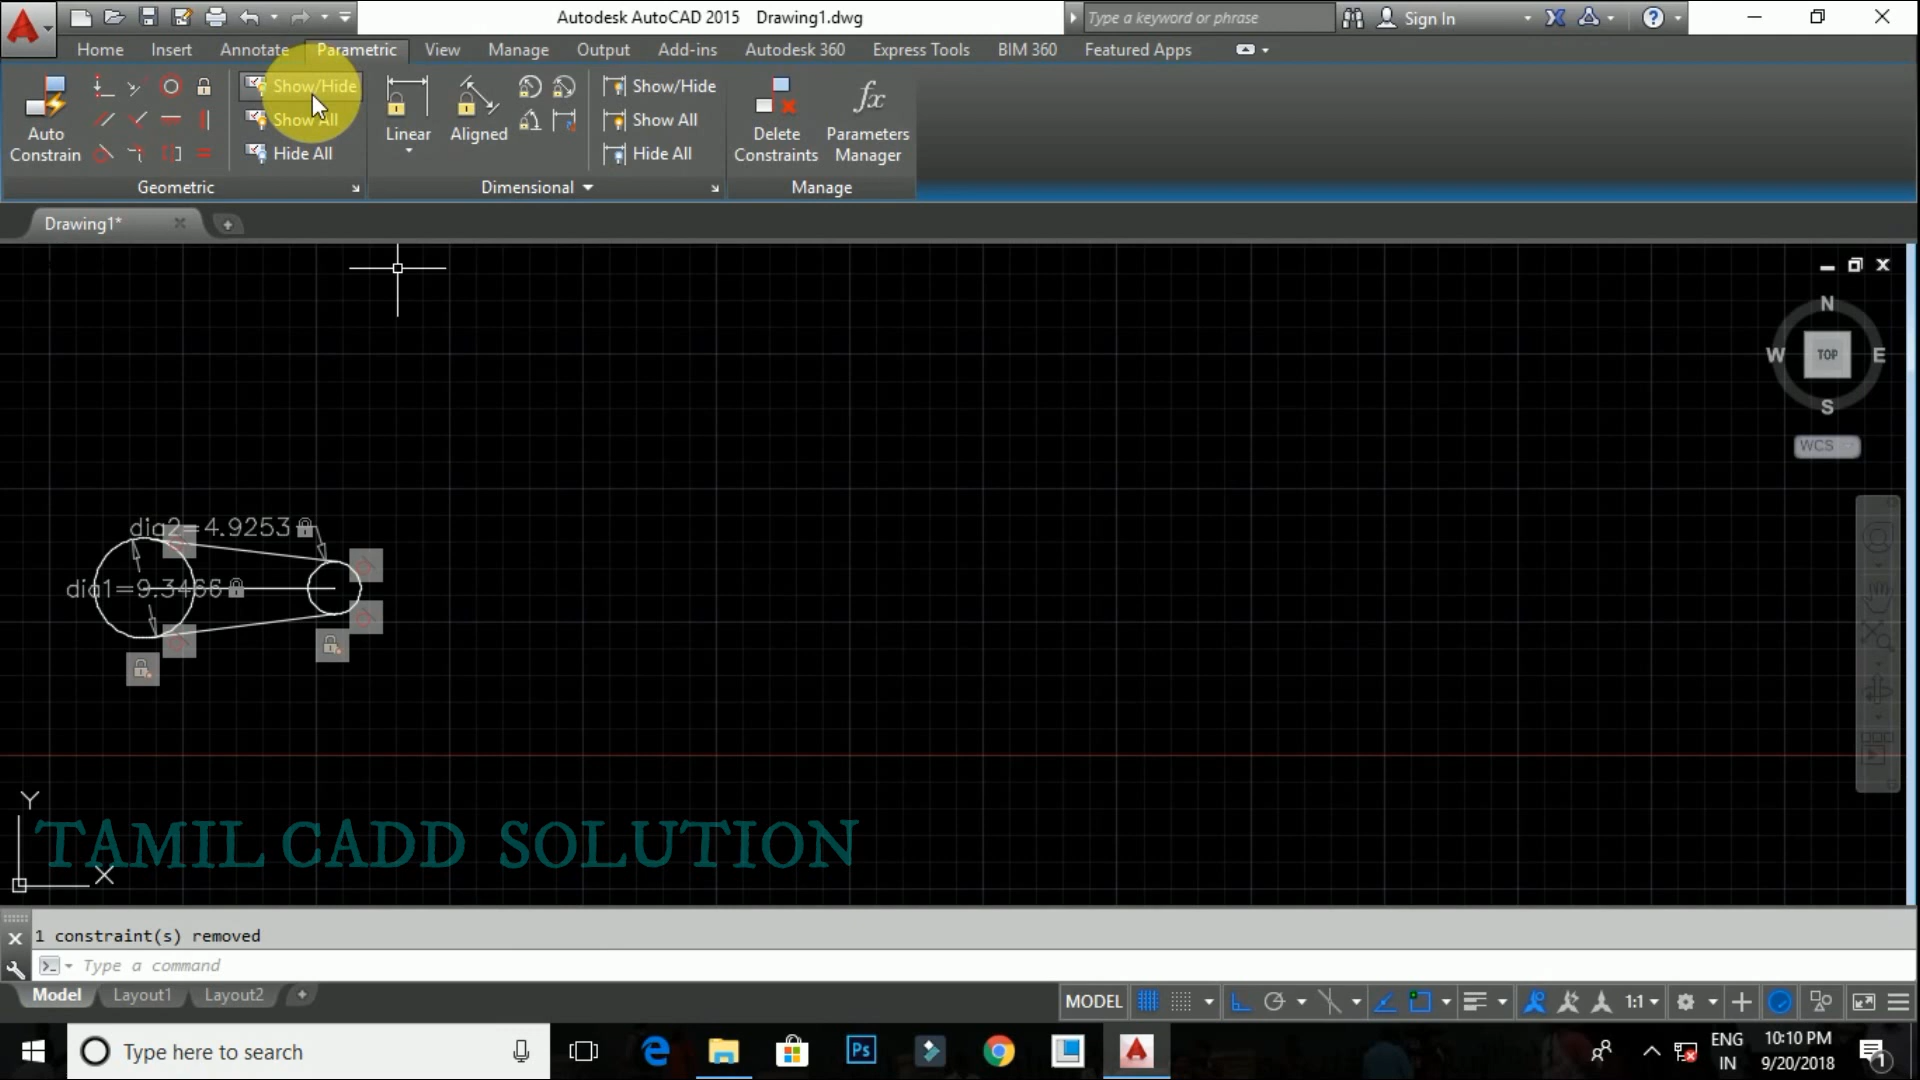 Autodesk AutoCAD 2015 Drawing1.dwg
Type a keyword or phrase
Sign In
Home Insert Annotate Parametric View Manage Output Add-ins Autodesk 360 Express Tools BIM 360 Featured Apps
Auto Constrain
Show/Hide
Show All
Hide All
Linear
Aligned
Show/Hide
Show All
Hide All
Delete Constraints
fx
Parameters Manager
Geometric
Dimensional
Manage
Drawing1*
N
W TOP E
S
WCS
dia2=4.9253
dia1=9.3466
Y
X
TAMIL CADD SOLUTION
1 constraint(s) removed
Type a command
Model Layout1 Layout2
MODEL 1:1
Type here to search
Ps
ENG
IN
10:10 PM
9/20/2018
1